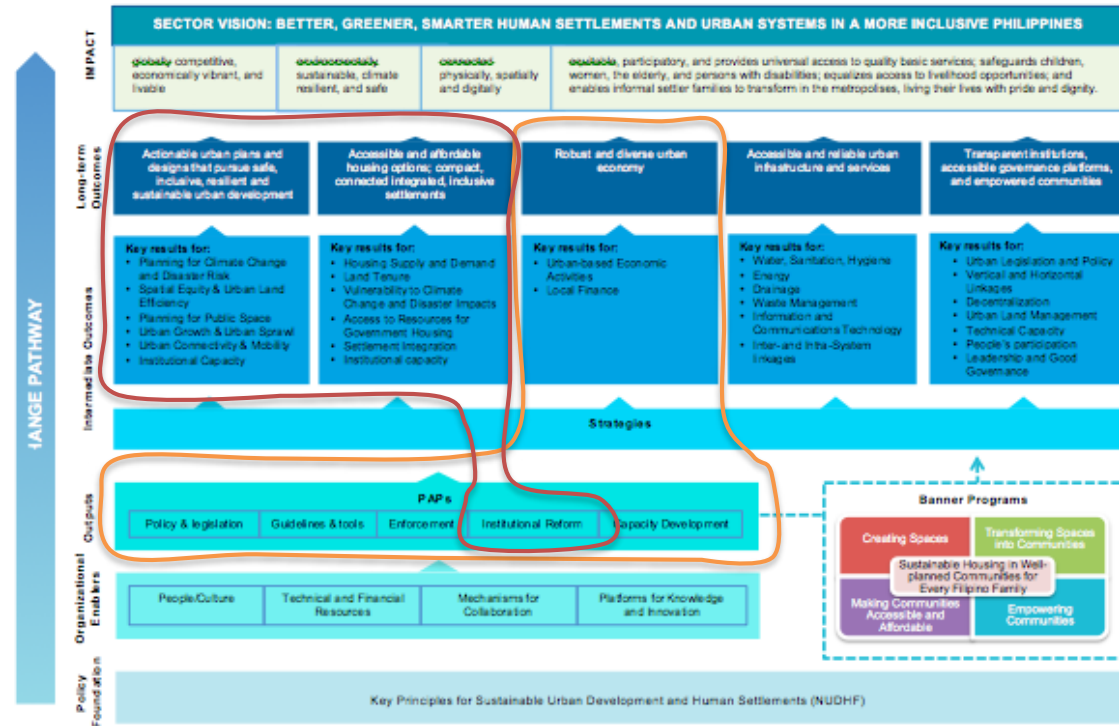 SECTOR VISION: BETTER, GREENER, SMARTER HUMAN SETTLEMENTS AND URBAN SYSTEMS IN A MORE INCLUSIVE PHILIPPINES
IMPACT
globally competitive,
economically vibrant, and
livable
environmentally
sustainable, climate
resilient, and safe
connected
physically, spatially
and digitally
equitable, participatory, and provides universal access to quality basic services; safeguards children,
women, the elderly, and persons with disabilities; equalizes access to livelihood opportunities; and
enables informal settler families to transform in the metropolises, living their lives with pride and dignity.
HANGE PATHWAY
Long-term
Outcomes
Actionable urban plans and
designs that pursue safe,
inclusive, resilient and
sustainable urban development
Accessible and affordable
housing options; compact,
connected integrated, inclusive
settlements
Robust and diverse urban
economy
Accessible and reliable urban
infrastructure and services
Transparent institutions,
accessible governance platforms,
and empowered communities
Intermediate Outcomes
Key results for:
• Planning for Climate Change
and Disaster Risk
• Spatial Equity & Urban Land
Efficiency
• Planning for Public Space
• Urban Growth & Urban Sprawl
• Urban Connectivity & Mobility
• Institutional Capacity
Key results for:
• Housing Supply and Demand
• Land Tenure
• Vulnerability to Climate
Change and Disaster Impacts
• Access to Resources for
Government Housing
• Settlement Integration
• Institutional capacity
Key results for:
• Urban-based Economic
Activities
• Local Finance
Key results for:
• Water, Sanitation, Hygiene
• Energy
• Drainage
• Waste Management
• Information and
Communications Technology
• Inter- and Intra-System
linkages
Key results for:
• Urban Legislation and Policy
• Vertical and Horizontal
Linkages
• Decentralization
• Urban Land Management
• Technical Capacity
• People's participation
• Leadership and Good
Governance
Strategies
Outputs
PAPs
Policy & legislation
Guidelines & tools
Enforcement
Institutional Reform
Capacity Development
Banner Programs
Creating Spaces
Transforming Spaces
into Communities
Sustainable Housing in Well-
planned Communities for
Every Filipino Family
Making Communities
Accessible and
Affordable
Empowering
Communities
Organizational
Enablers
People/Culture
Technical and Financial
Resources
Mechanisms for
Collaboration
Platforms for Knowledge
and Innovation
Policy
Foundation
Key Principles for Sustainable Urban Development and Human Settlements (NUDHF)